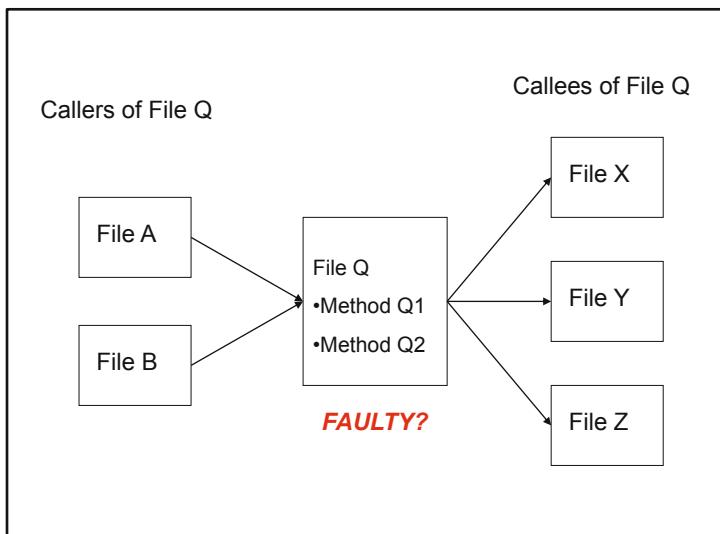 Callers of File Q
Callees of File Q
File A
File B
File Q
•Method Q1
•Method Q2
FAULTY?
File X
File Y
File Z